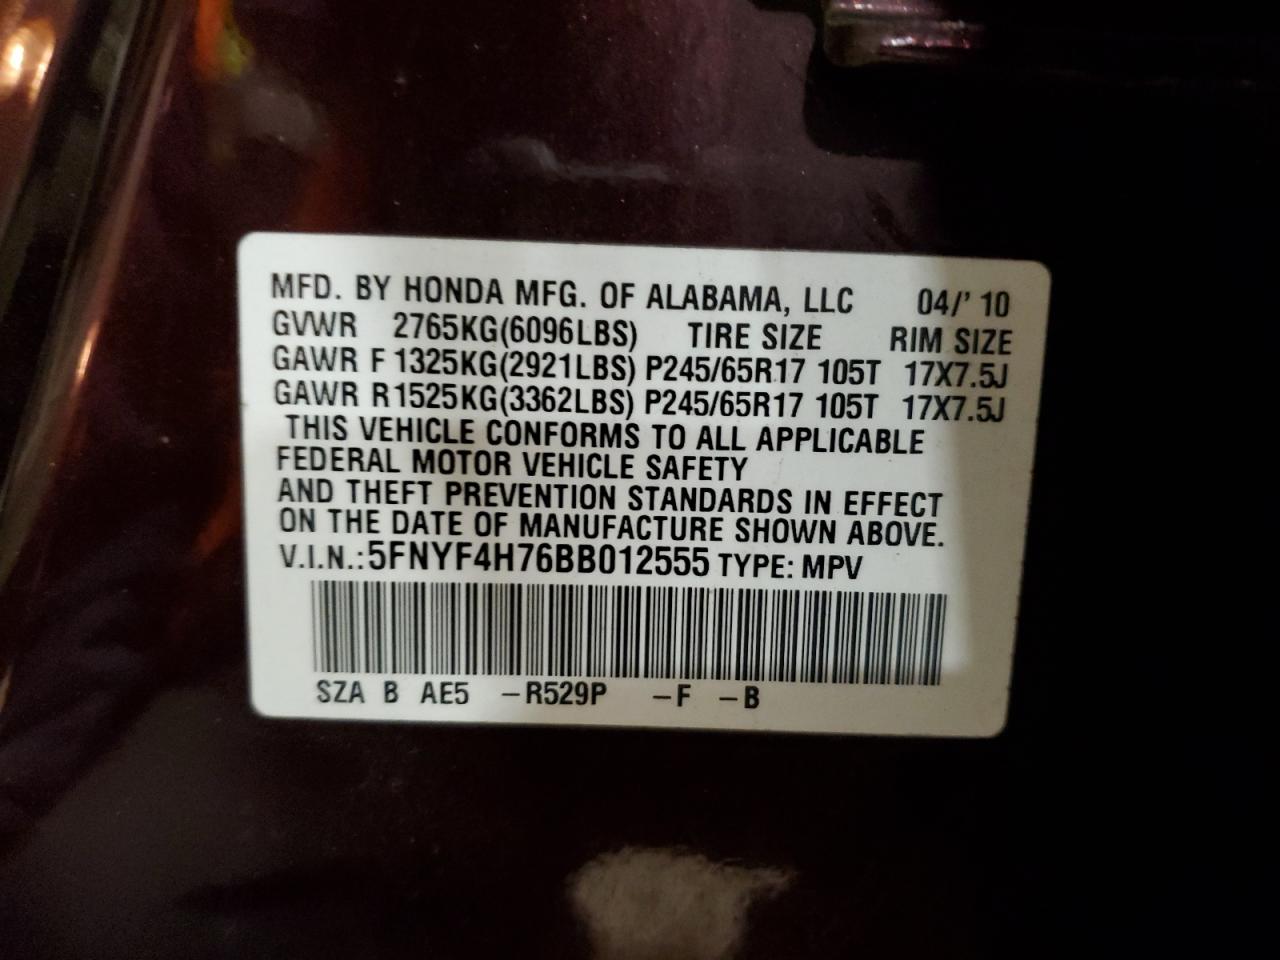 MFD. BY HONDA MFG. OF ALABAMA, LLC 04/' 10
GVWR 2765KG(6096LBS) TIRE SIZE RIM SIZE
GAWR F 1325KG(2921LBS) P245/65R17 105T 17X7.5J
GAWR R1525KG(3362LBS) P245/65R17 105T 17X7.5J
THIS VEHICLE CONFORMS TO ALL APPLICABLE
FEDERAL MOTOR VEHICLE SAFETY
AND THEFT PREVENTION STANDARDS IN EFFECT
ON THE DATE OF MANUFACTURE SHOWN ABOVE.
V.I.N.: 5FNYF4H76BB012555 TYPE: MPV
SZA B AE5 –R529P –F –B